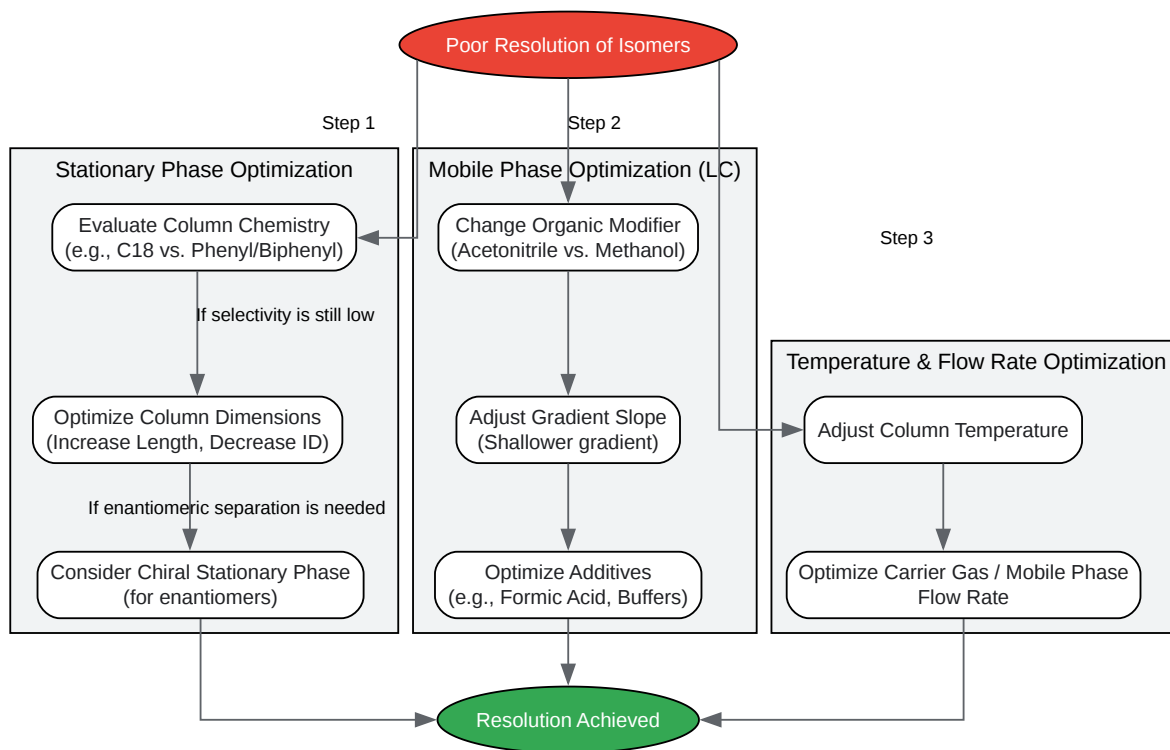 Poor Resolution of Isomers
Step 1
Step 2
Step 3
Stationary Phase Optimization
Evaluate Column Chemistry
(e.g., C18 vs. Phenyl/Biphenyl)
If selectivity is still low
Optimize Column Dimensions
(Increase Length, Decrease ID)
If enantiomeric separation is needed
Consider Chiral Stationary Phase
(for enantiomers)
Mobile Phase Optimization (LC)
Change Organic Modifier
(Acetonitrile vs. Methanol)
Adjust Gradient Slope
(Shallower gradient)
Optimize Additives
(e.g., Formic Acid, Buffers)
Temperature & Flow Rate Optimization
Adjust Column Temperature
Optimize Carrier Gas / Mobile Phase
Flow Rate
Resolution Achieved